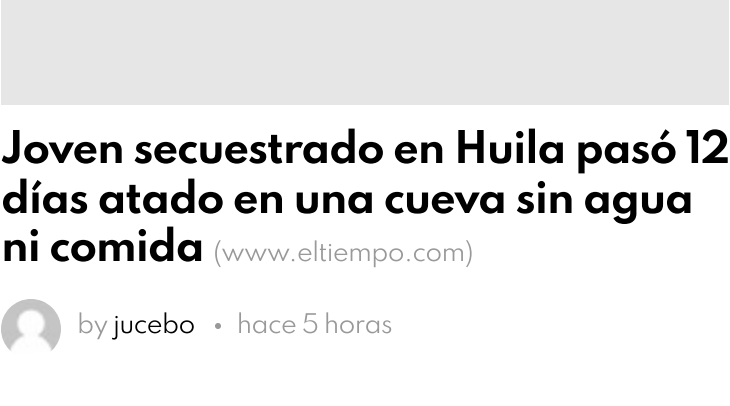 Joven secuestrado en Huila pasó 12
días atado en una cueva sin agua
ni comida (www.eltiempo.com)
by jucebo • hace 5 horas